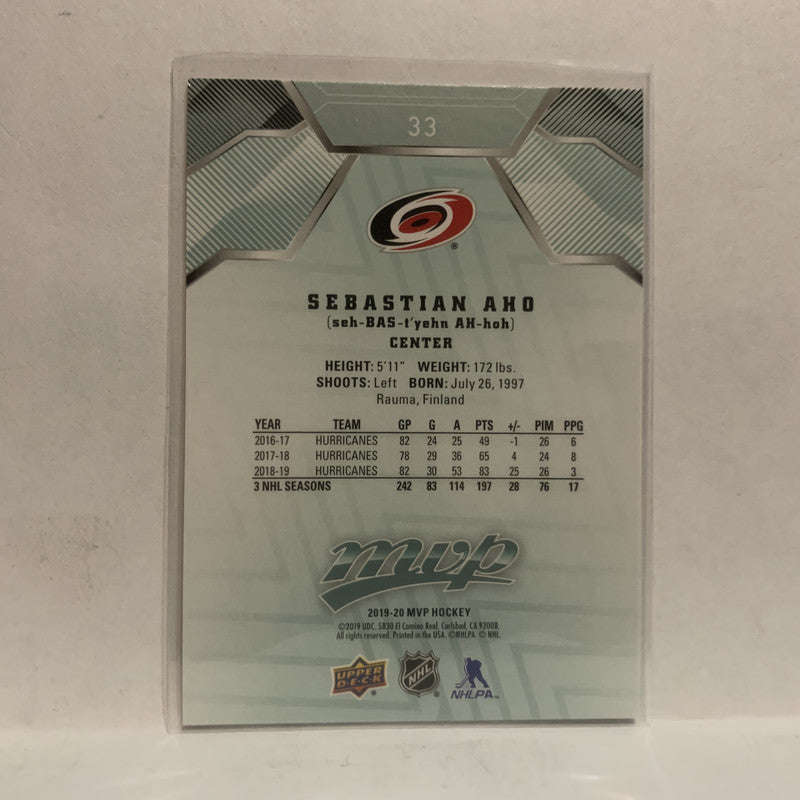 33
®
SEBASTIAN AHO
(seh-BAS-t'yehn AH-hoh)
CENTER
HEIGHT: 5'11" WEIGHT: 172 lbs.
SHOOTS: Left BORN: July 26, 1997
Rauma, Finland
YEAR TEAM GP G A PTS +/- PIM PPG
2016-17 HURRICANES 82 24 25 49 -1 26 6
2017-18 HURRICANES 78 29 36 65 4 24 8
2018-19 HURRICANES 82 30 53 83 25 26 3
3 NHL SEASONS 242 83 114 197 28 76 17
mvp
2019-20 MVP HOCKEY
©2019 UDC. 5830 El Camino Real, Carlsbad, CA 92008.
All rights reserved. Printed in the USA. ©NHLPA. © NHL.
UPPER DECK ®
NHL ®
NHLPA™